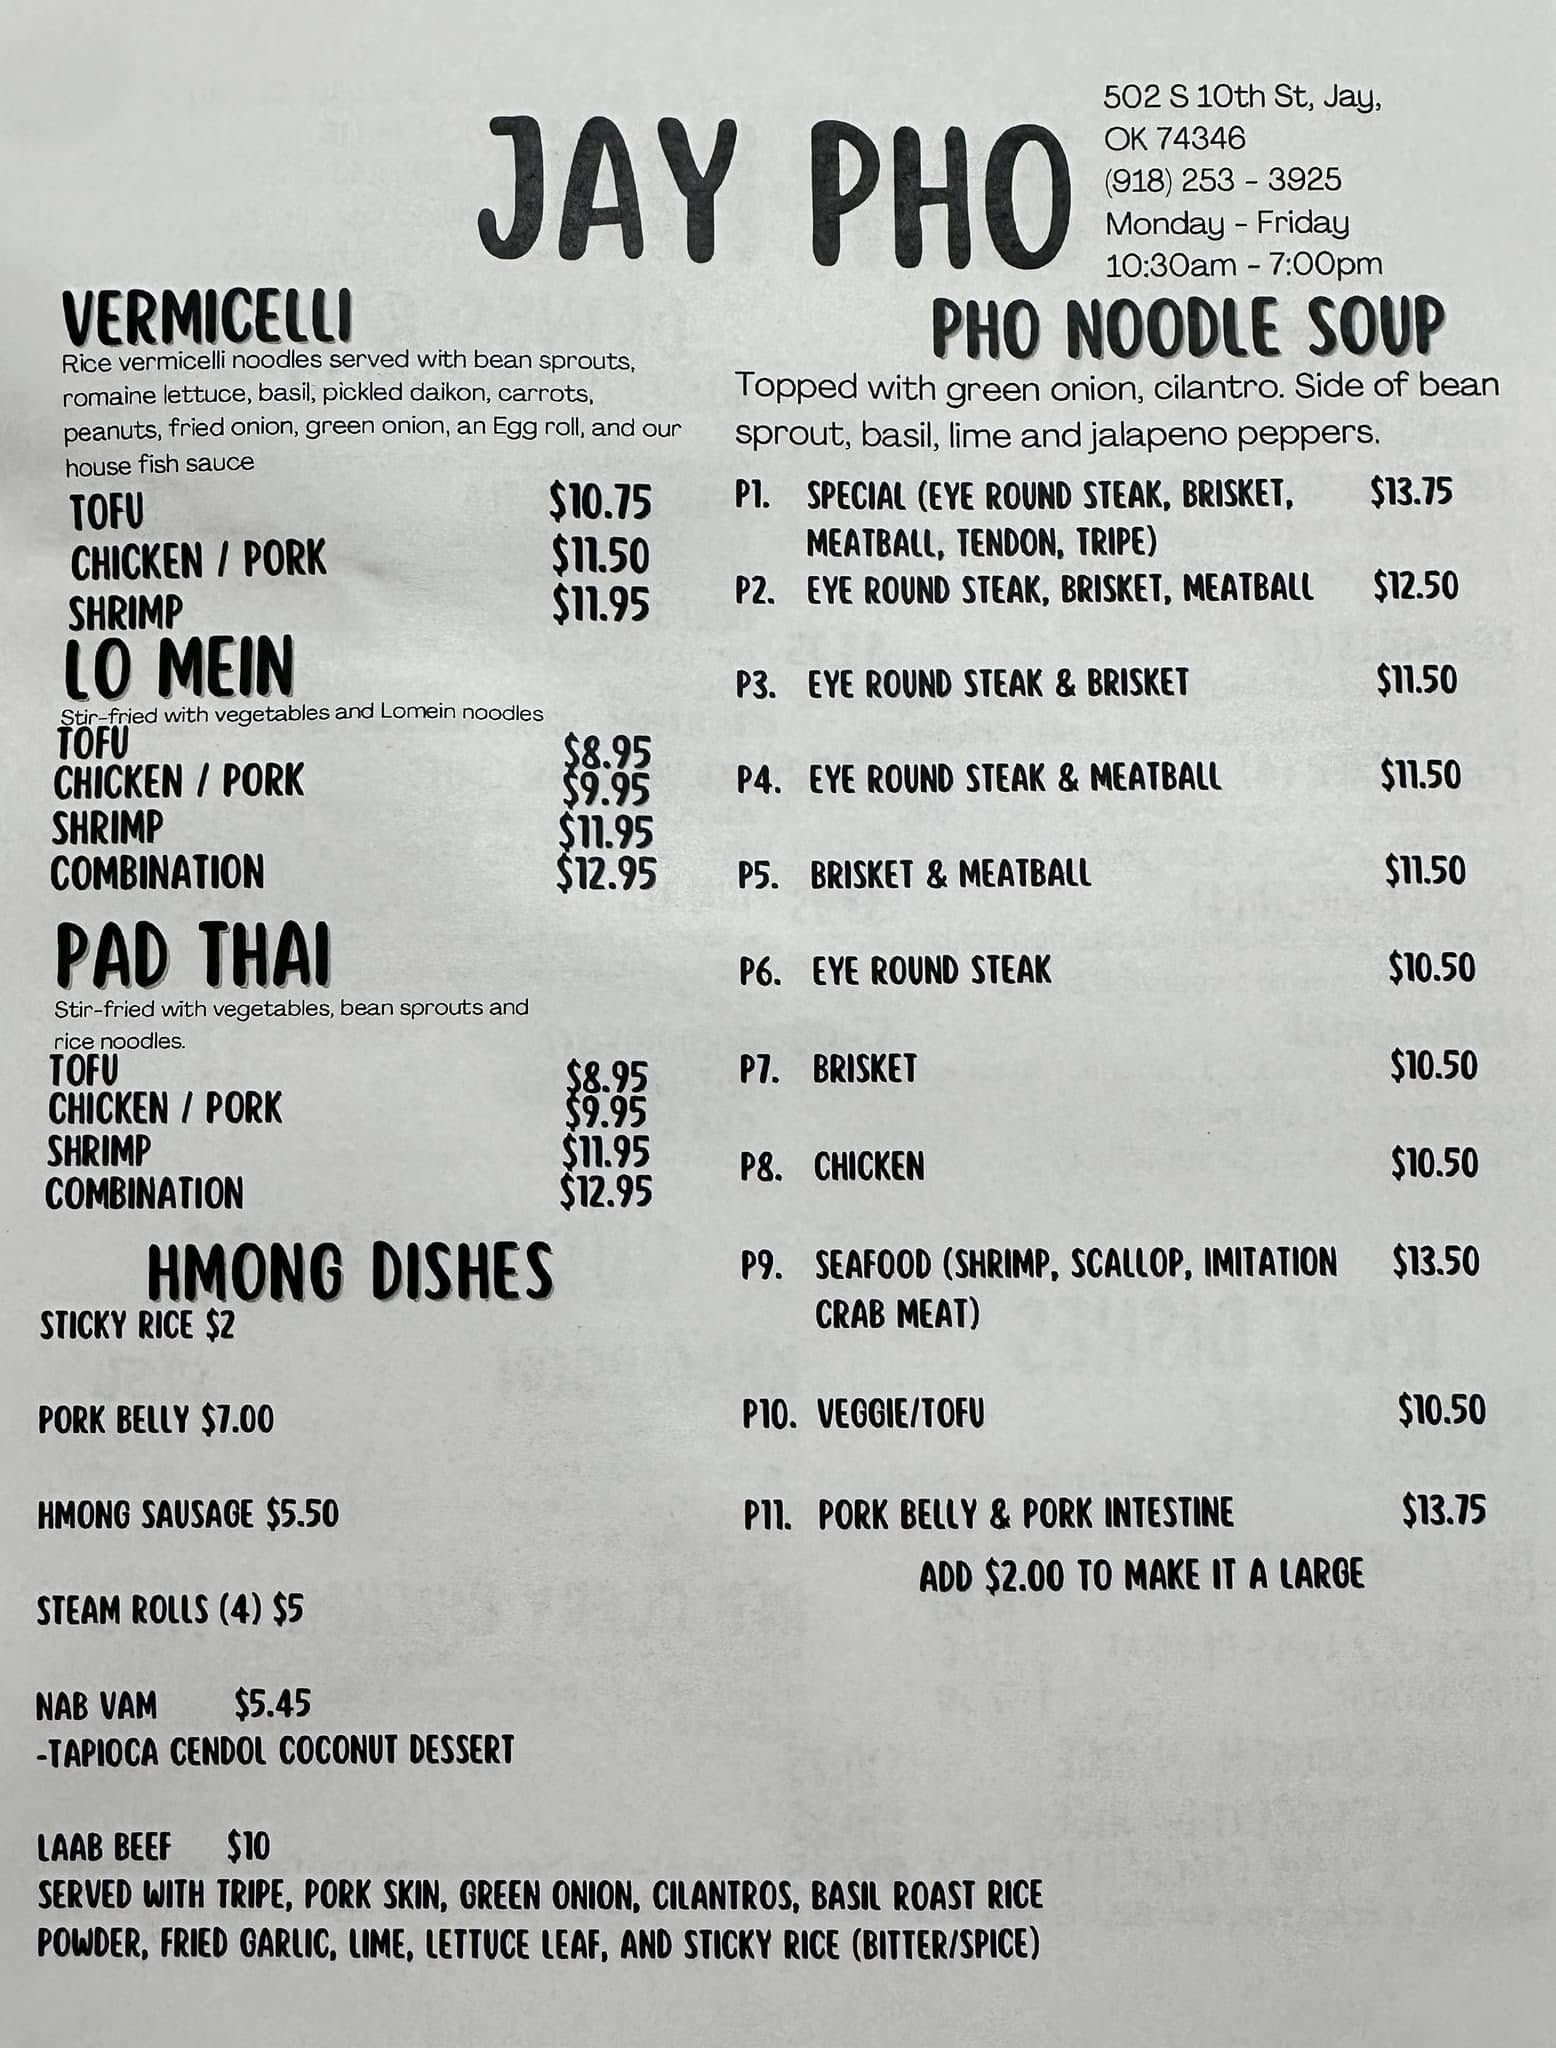 JAY PHO
502 S 10th St, Jay,
OK 74346
(918) 253 - 3925
Monday - Friday
10:30am - 7:00pm
VERMICELLI
Rice vermicelli noodles served with bean sprouts,
romaine lettuce, basil, pickled daikon, carrots,
peanuts, fried onion, green onion, an Egg roll, and our
house fish sauce
TOFU $10.75
CHICKEN / PORK $11.50
SHRIMP $11.95
LO MEIN
Stir-fried with vegetables and Lomein noodles
TOFU $8.95
CHICKEN / PORK $9.95
SHRIMP $11.95
COMBINATION $12.95
PAD THAI
Stir-fried with vegetables, bean sprouts and
rice noodles.
TOFU $8.95
CHICKEN / PORK $9.95
SHRIMP $11.95
COMBINATION $12.95
HMONG DISHES
STICKY RICE $2
PORK BELLY $7.00
HMONG SAUSAGE $5.50
STEAM ROLLS (4) $5
NAB VAM $5.45
-TAPIOCA CENDOL COCONUT DESSERT
LAAB BEEF $10
SERVED WITH TRIPE, PORK SKIN, GREEN ONION, CILANTROS, BASIL ROAST RICE
POWDER, FRIED GARLIC, LIME, LETTUCE LEAF, AND STICKY RICE (BITTER/SPICE)
PHO NOODLE SOUP
Topped with green onion, cilantro. Side of bean
sprout, basil, lime and jalapeno peppers.
P1. SPECIAL (EYE ROUND STEAK, BRISKET, $13.75
MEATBALL, TENDON, TRIPE)
P2. EYE ROUND STEAK, BRISKET, MEATBALL $12.50
P3. EYE ROUND STEAK & BRISKET $11.50
P4. EYE ROUND STEAK & MEATBALL $11.50
P5. BRISKET & MEATBALL $11.50
P6. EYE ROUND STEAK $10.50
P7. BRISKET $10.50
P8. CHICKEN $10.50
P9. SEAFOOD (SHRIMP, SCALLOP, IMITATION $13.50
CRAB MEAT)
P10. VEGGIE/TOFU $10.50
P11. PORK BELLY & PORK INTESTINE $13.75
ADD $2.00 TO MAKE IT A LARGE